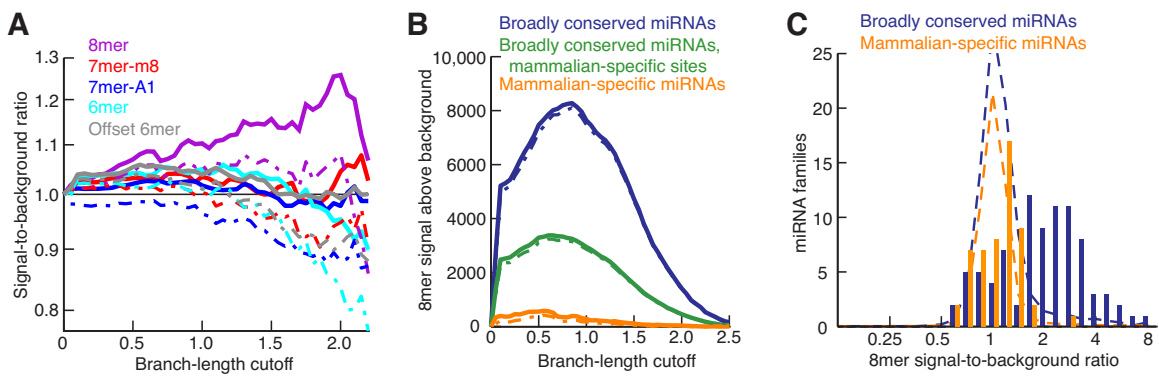 A
8mer
7mer-m8
7mer-A1
6mer
Offset 6mer
Signal-to-background ratio
1.3
1.2
1.1
1.0
0.9
0.8
0
0.5
1.0
1.5
2.0
Branch-length cutoff
B
Broadly conserved miRNAs
Broadly conserved miRNAs,
mammalian-specific sites
Mammalian-specific miRNAs
8mer signal above background
10,000
8000
6000
4000
2000
0
0
0.5
1.0
1.5
2.0
2.5
Branch-length cutoff
C
Broadly conserved miRNAs
Mammalian-specific miRNAs
miRNA families
25
20
15
10
5
0
0.25
0.5
1
2
4
8
8mer signal-to-background ratio